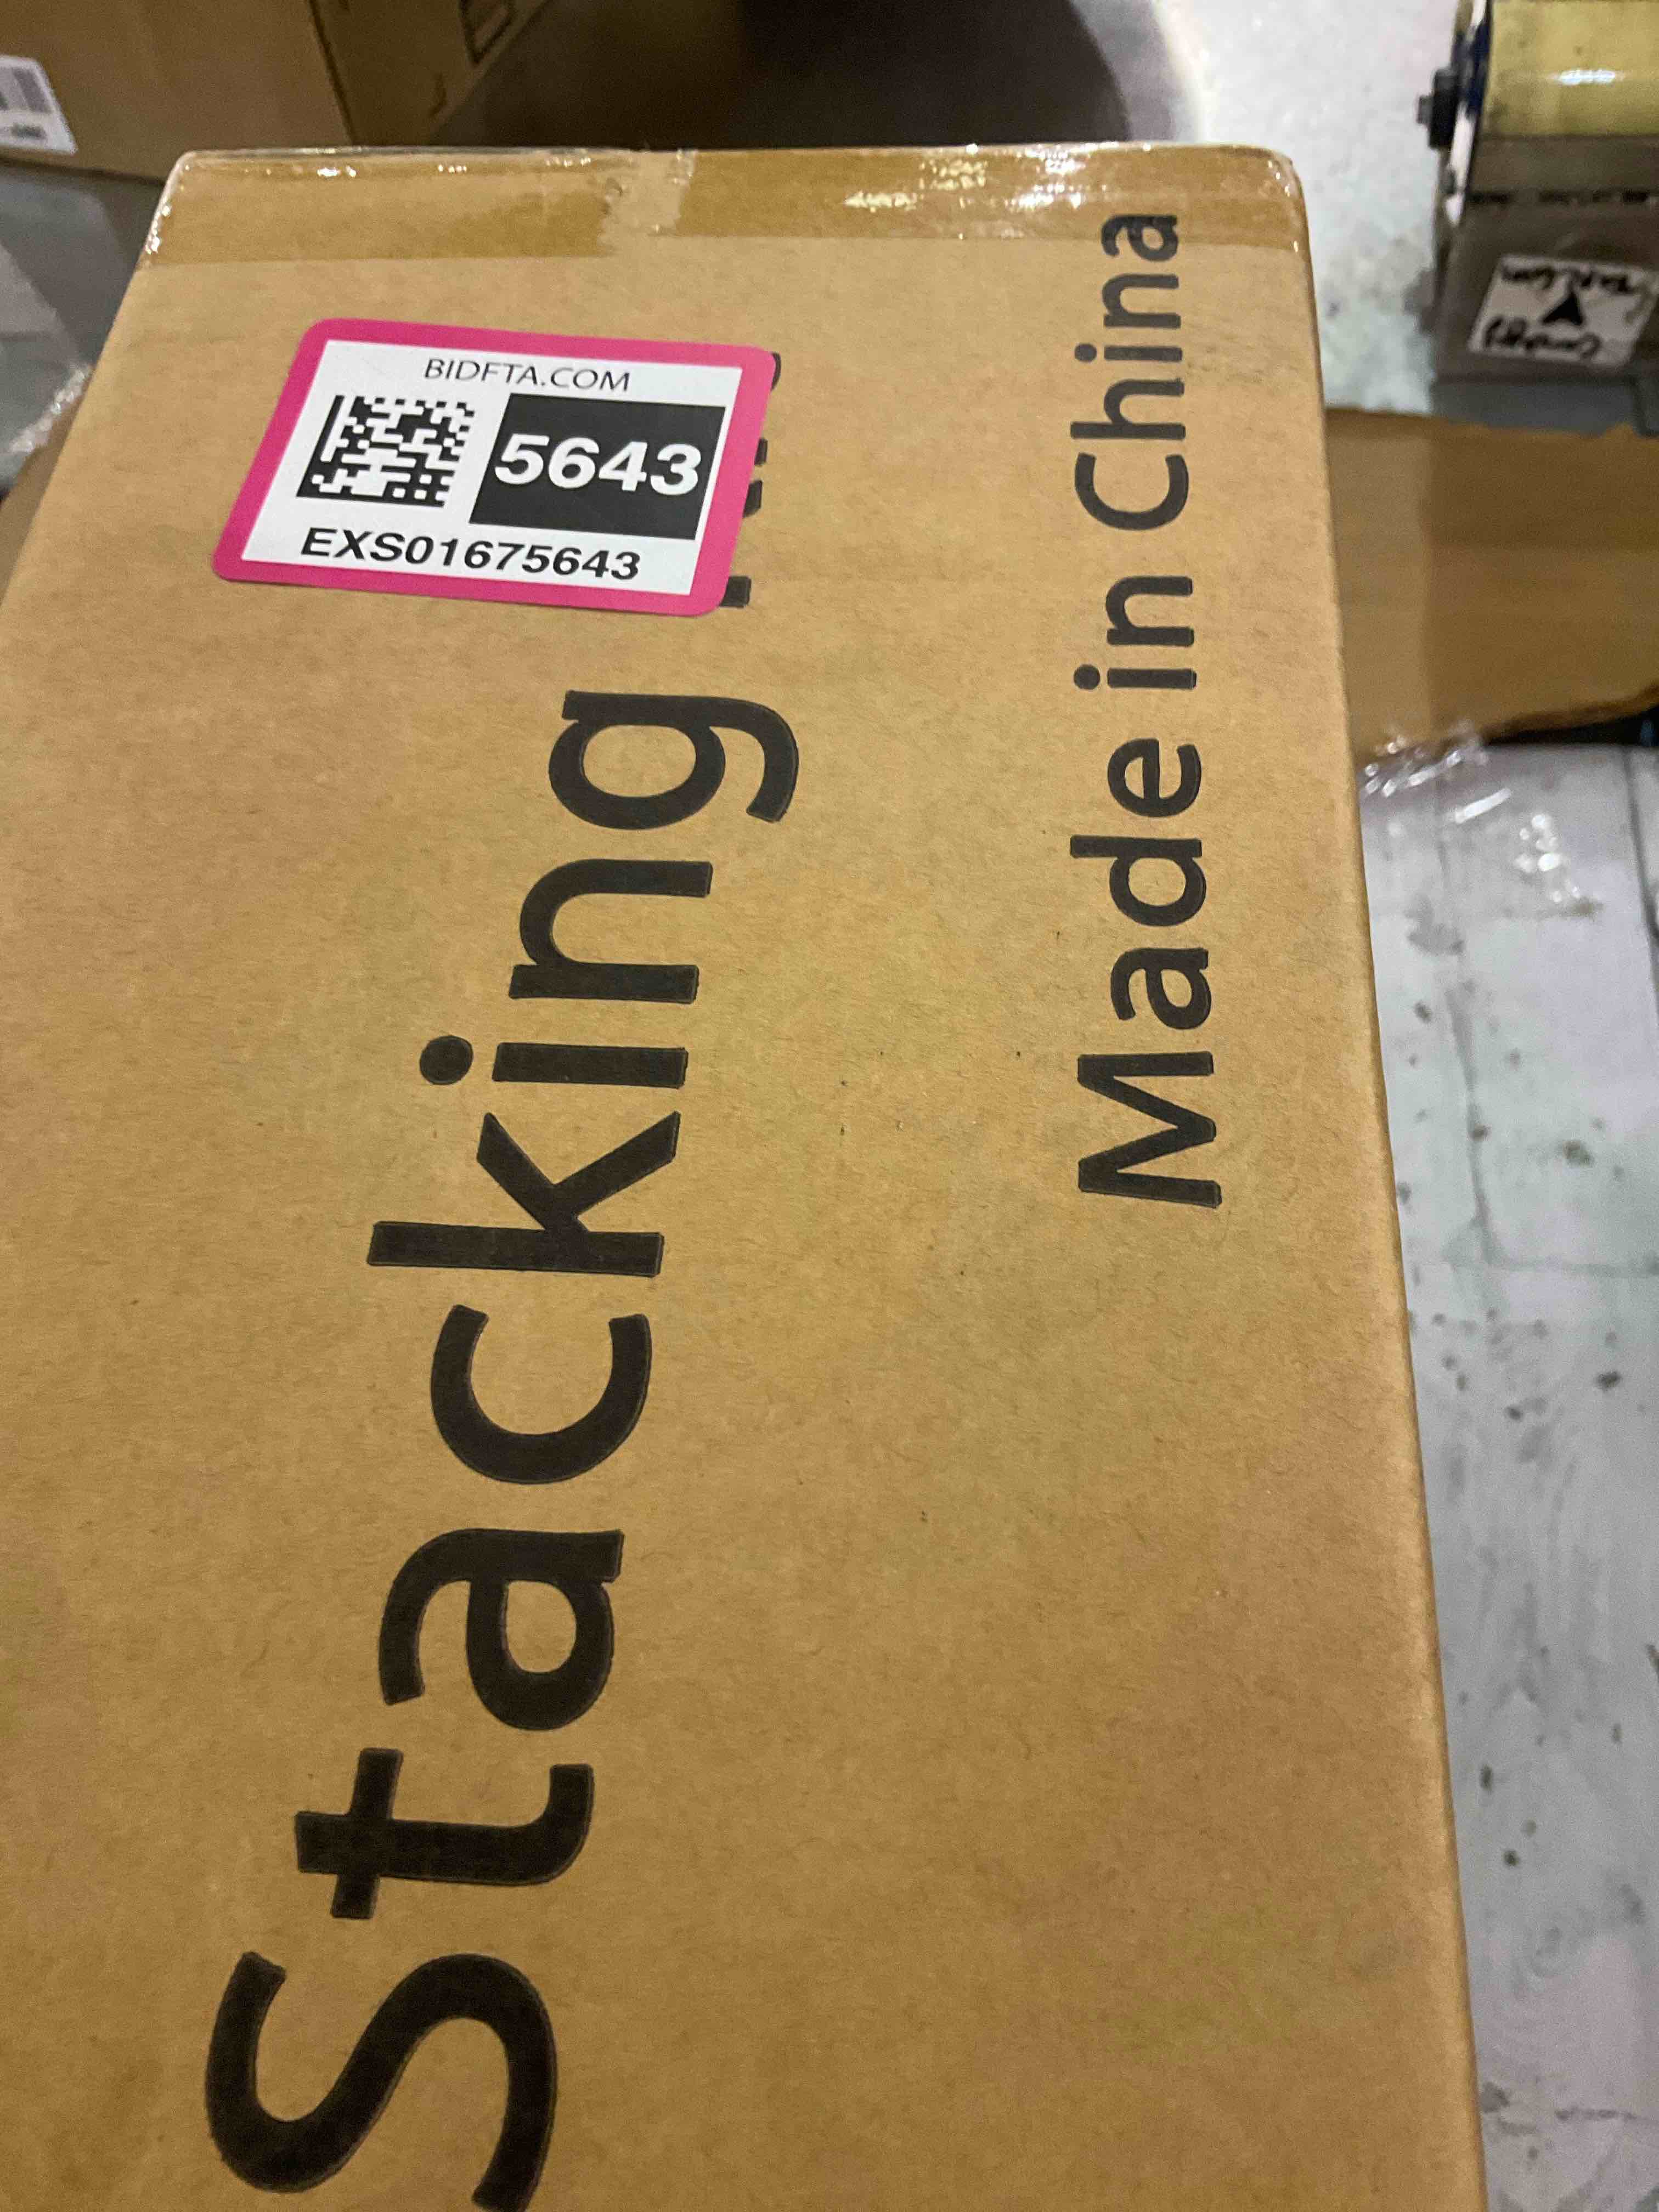 BIDFTA.COM
5643
EXS01675643
Stacking
Made in China